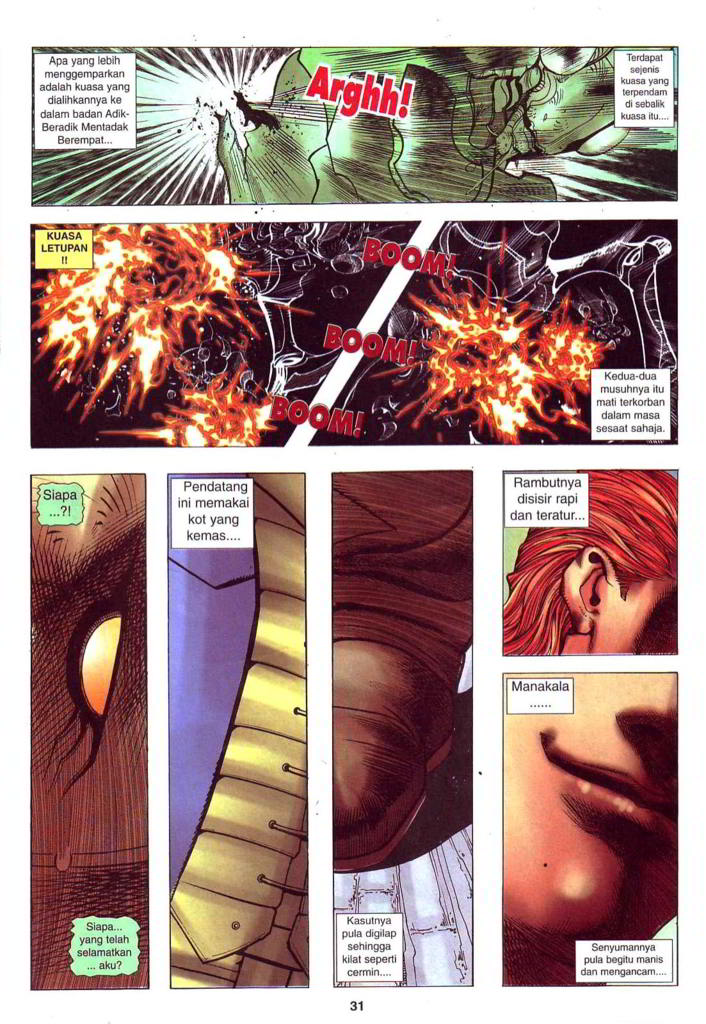 Apa yang lebih
menggemparkan
adalah kuasa yang
dialihkannya ke
dalam badan Adik-
Beradik Mentadak
Berempat...
Arghh!
Terdapat
sejenis
kuasa yang
terpendam
di sebalik
kuasa itu....
KUASA
LETUPAN
!!
BOOM!
BOOM!
BOOM!
Kedua-dua
musuhnya itu
mati terkorban
dalam masa
sesaat sahaja.
Siapa
...?!
Siapa...
yang telah
selamatkan
... aku?
Pendatang
ini memakai
kot yang
kemas....
©
Kasutnya
pula digilap
sehingga
kilat seperti
cermin....
Rambutnya
disisir rapi
dan teratur...
Manakala
......
Senyumannya
pula begitu manis
dan mengancam....
31